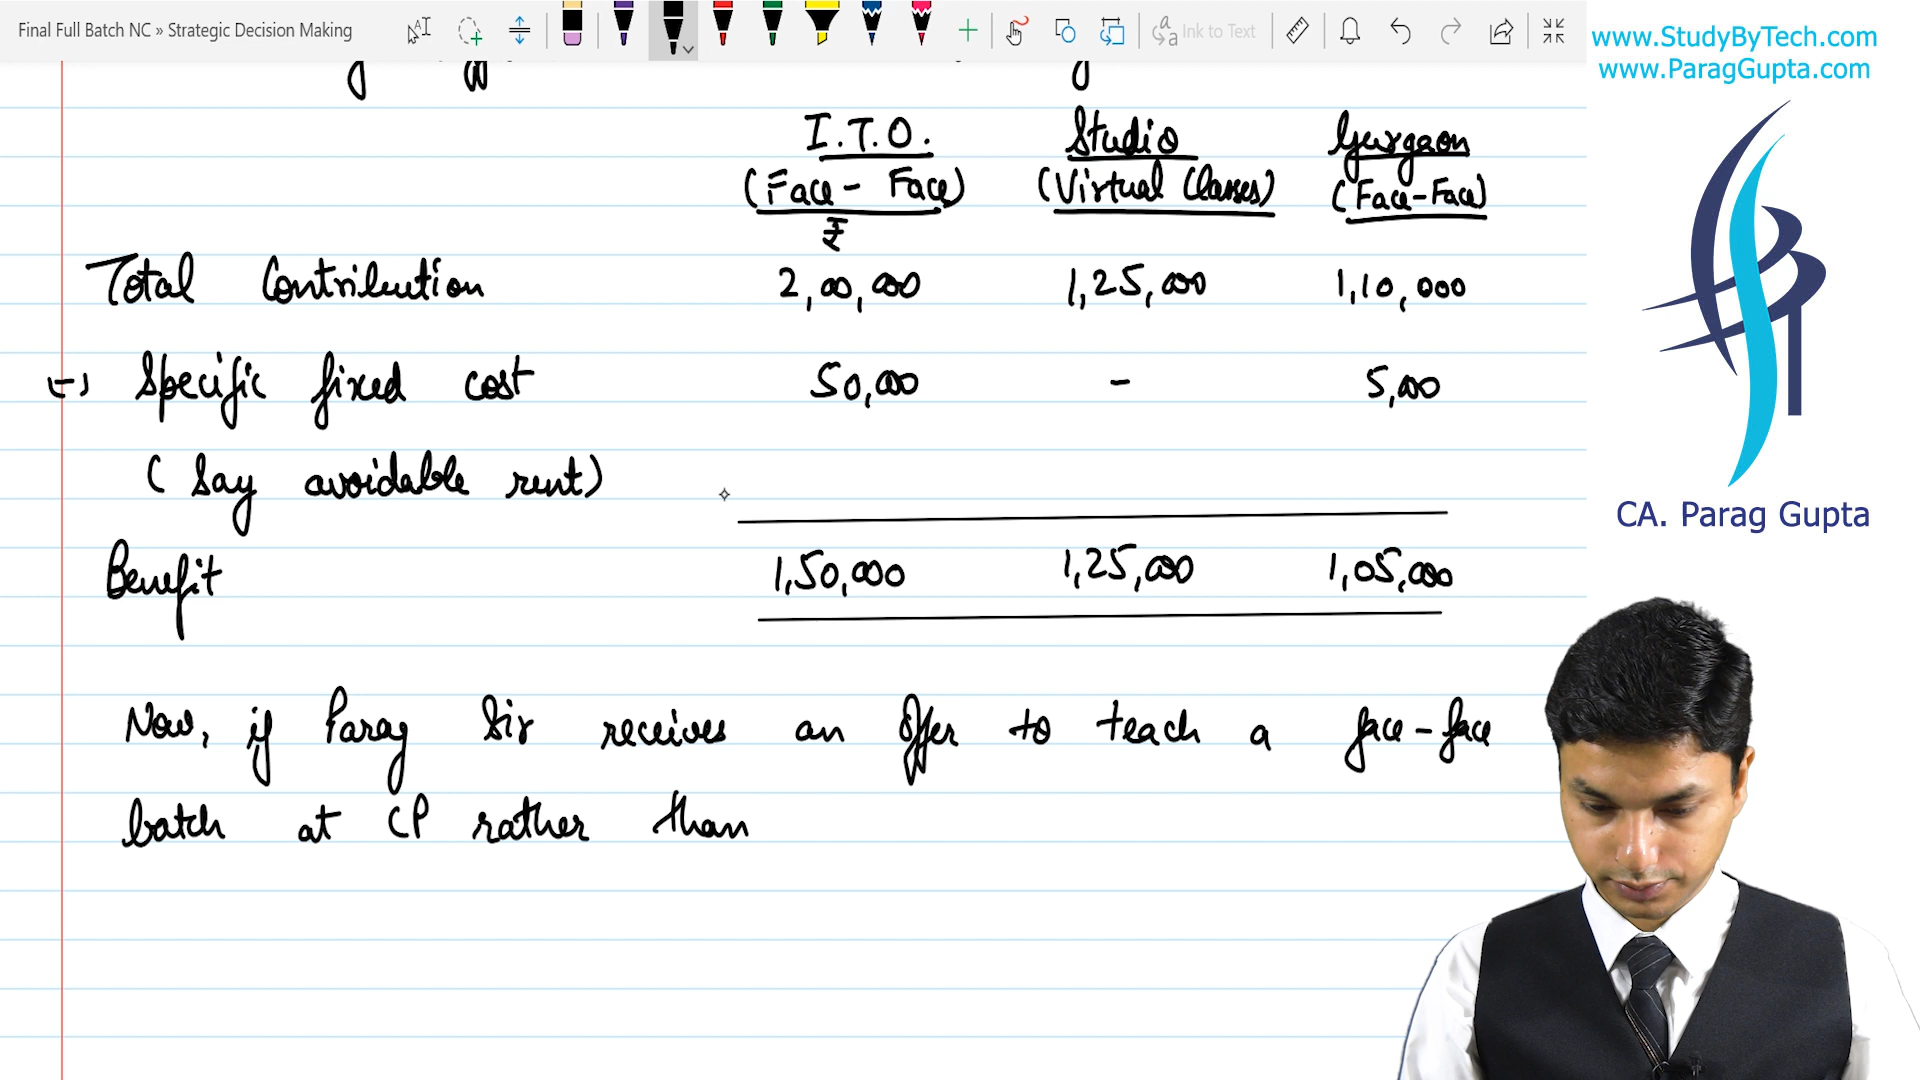 Final Full Batch NC » Strategic Decision Making
Ink to Text
www.StudyByTech.com
www.ParagGupta.com
I.T.O. Studio Gurgaon
(Face - Face) (Virtual Classes) (Face-Face)
₹
Total Contribution 2,00,000 1,25,000 1,10,000
(-) Specific fixed cost 50,000 - 5,000
(Say avoidable rent)
Benefit 1,50,000 1,25,000 1,05,000
CA. Parag Gupta
Now, if Parag Sir receives an offer to teach a face-face
batch at CP rather than